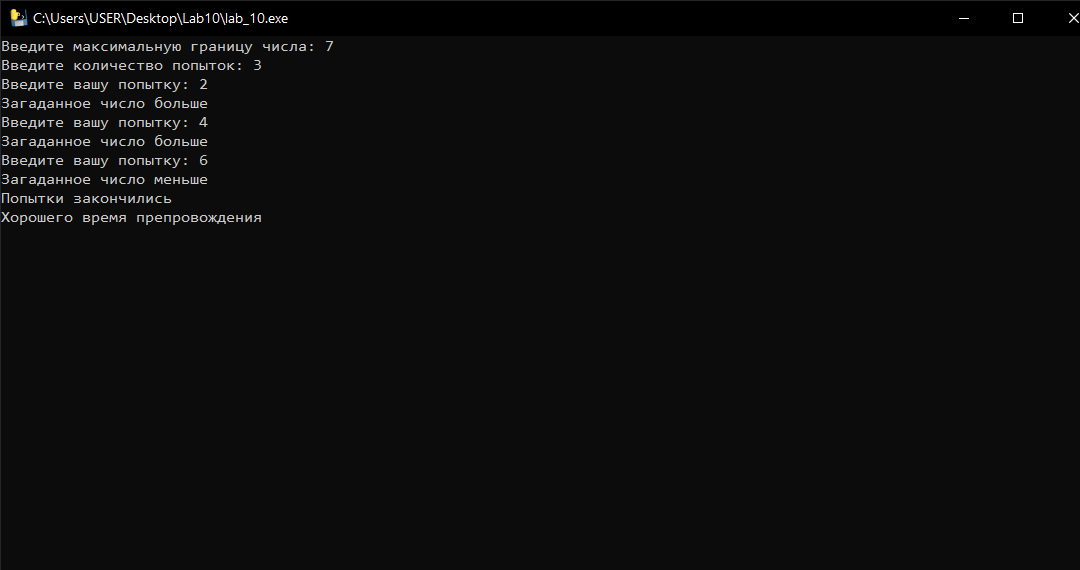 C:\Users\USER\Desktop\Lab10\lab_10.exe
Введите максимальную границу числа: 7
Введите количество попыток: 3
Введите вашу попытку: 2
Загаданное число больше
Введите вашу попытку: 4
Загаданное число больше
Введите вашу попытку: 6
Загаданное число меньше
Попытки закончились
Хорошего время препровождения